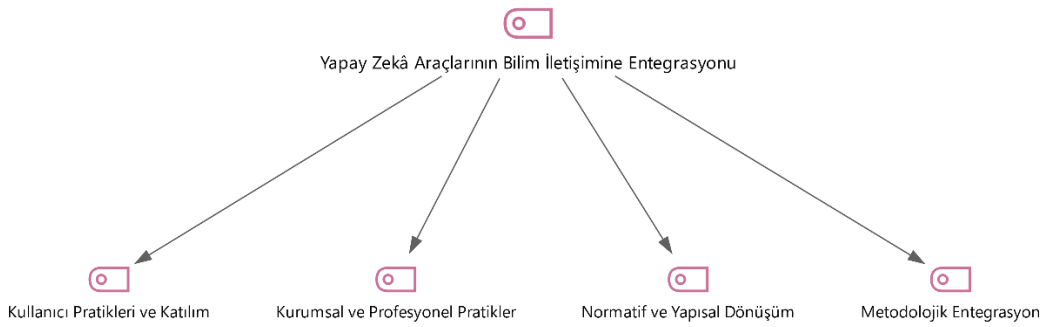 Yapay Zekâ Araçlarının Bilim İletişimine Entegrasyonu
Kullanıcı Pratikleri ve Katılım
Kurumsal ve Profesyonel Pratikler
Normatif ve Yapısal Dönüşüm
Metodolojik Entegrasyon